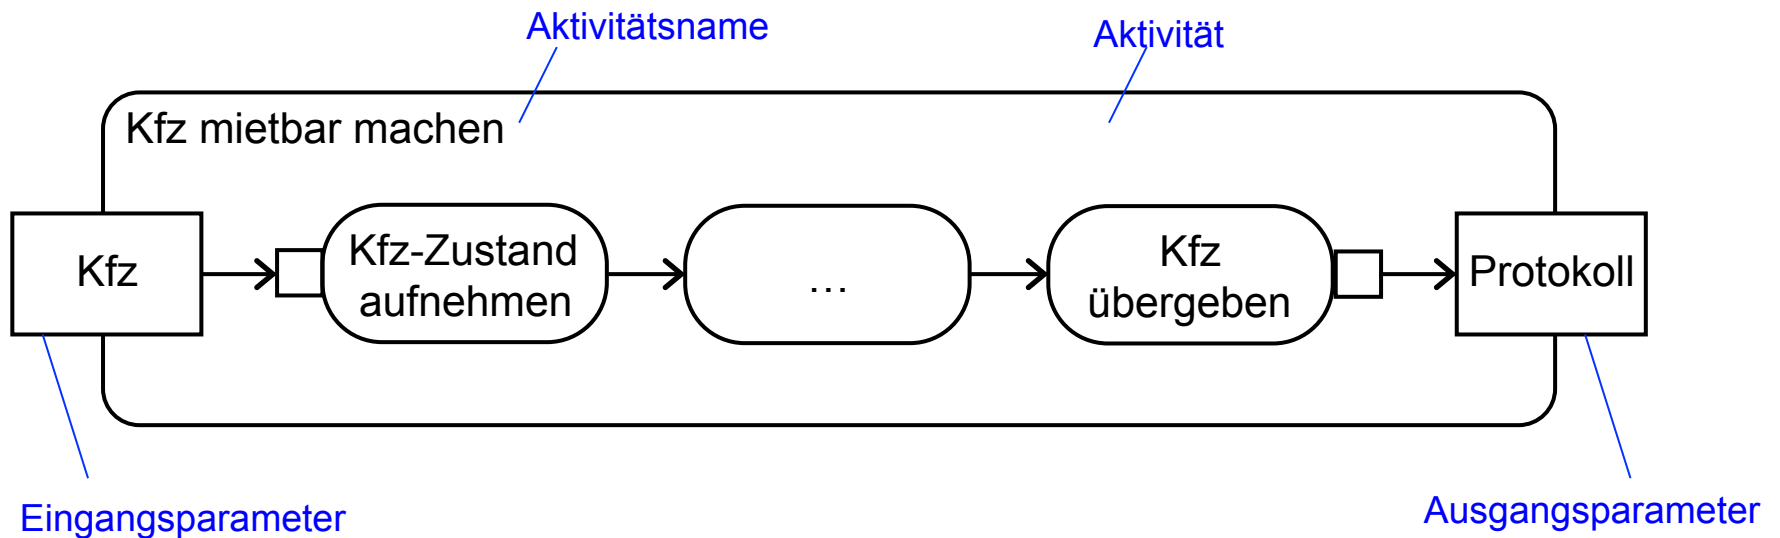 Aktivitätsname
Aktivität
Kfz mietbar machen
Kfz
Kfz-Zustand
aufnehmen
…
Kfz
übergeben
Protokoll
Eingangsparameter
Ausgangsparameter